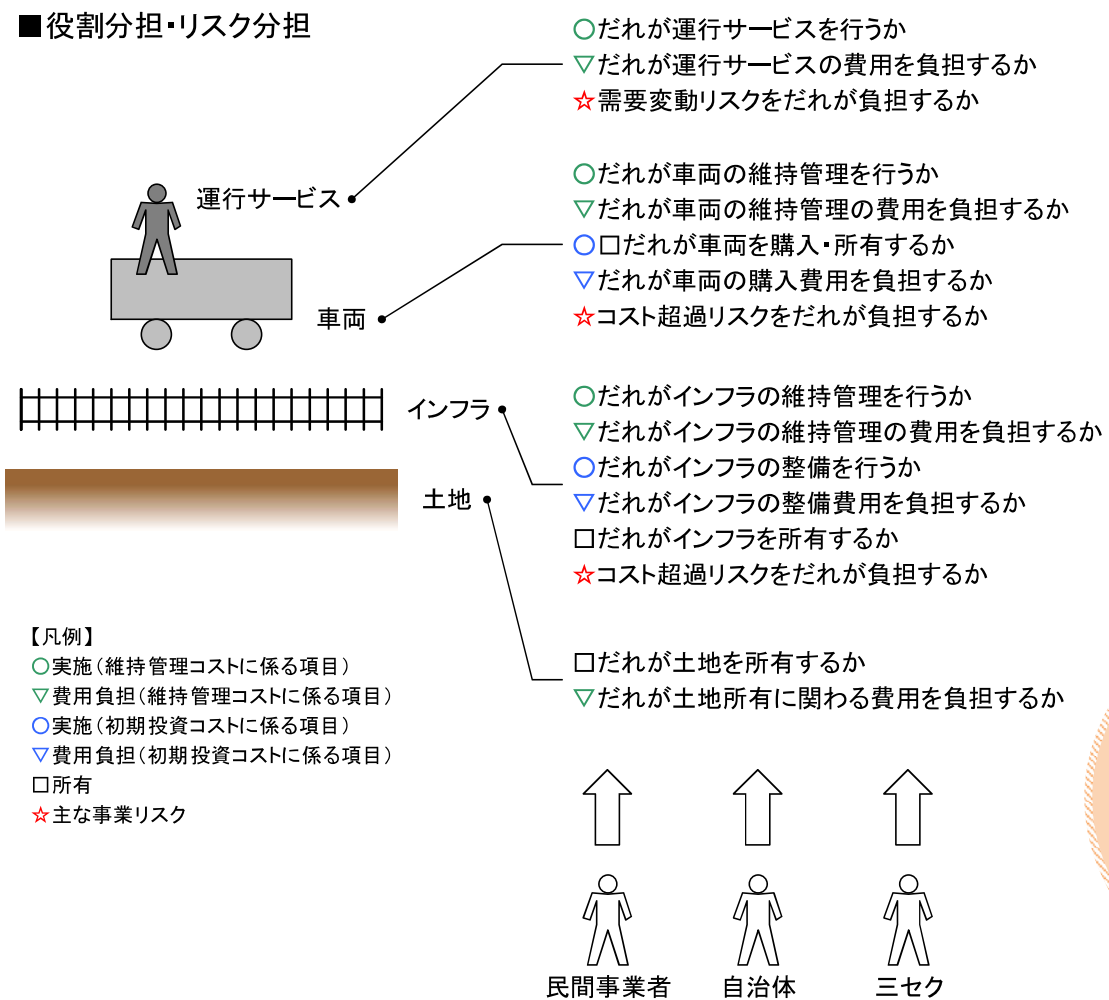 ■役割分担・リスク分担
○だれが運行サービスを行うか
▽だれが運行サービスの費用を負担するか
☆需要変動リスクをだれが負担するか
運行サービス
○だれが車両の維持管理を行うか
▽だれが車両の維持管理の費用を負担するか
○□だれが車両を購入・所有するか
▽だれが車両の購入費用を負担するか
☆コスト超過リスクをだれが負担するか
車両
○だれがインフラの維持管理を行うか
▽だれがインフラの維持管理の費用を負担するか
○だれがインフラの整備を行うか
▽だれがインフラの整備費用を負担するか
□だれがインフラを所有するか
☆コスト超過リスクをだれが負担するか
インフラ
土地
□だれが土地を所有するか
▽だれが土地所有に関わる費用を負担するか
【凡例】
○実施(維持管理コストに係る項目)
▽費用負担(維持管理コストに係る項目)
○実施(初期投資コストに係る項目)
▽費用負担(初期投資コストに係る項目)
□所有
☆主な事業リスク
民間事業者
自治体
三セク